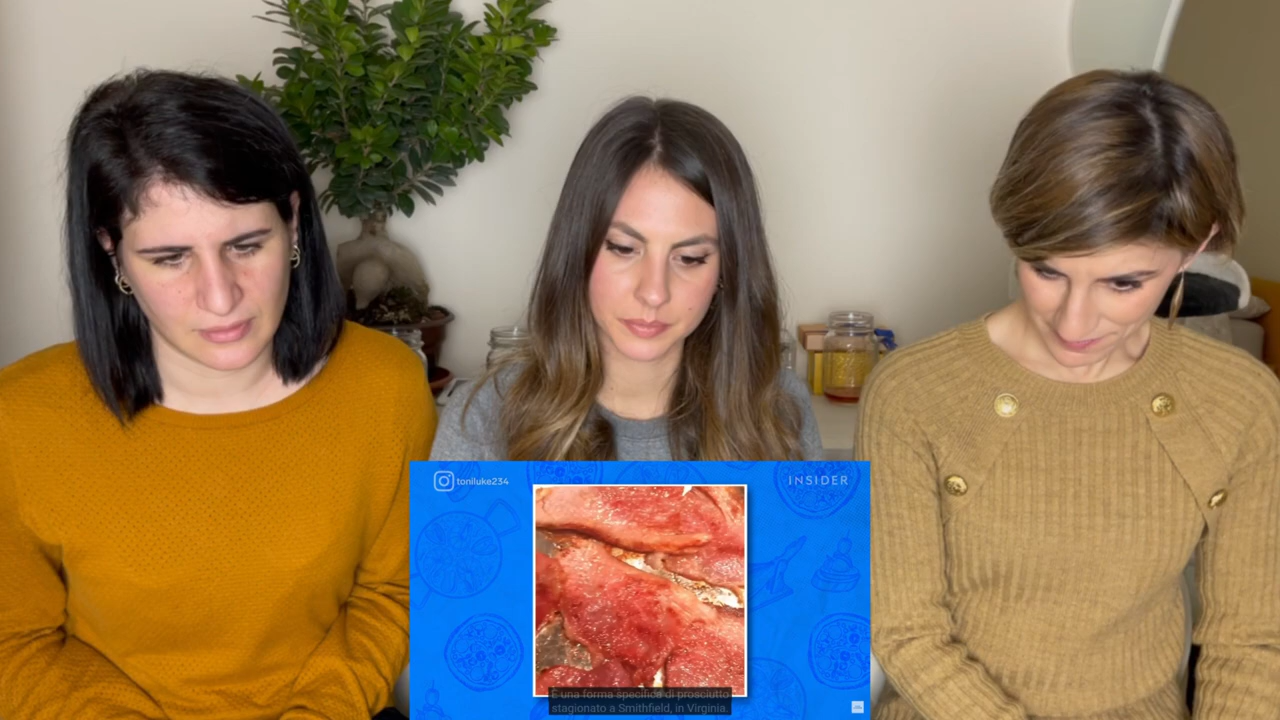 toniluke234
INSIDER
È una forma specifica di prosciutto
stagionato a Smithfield, in Virginia.